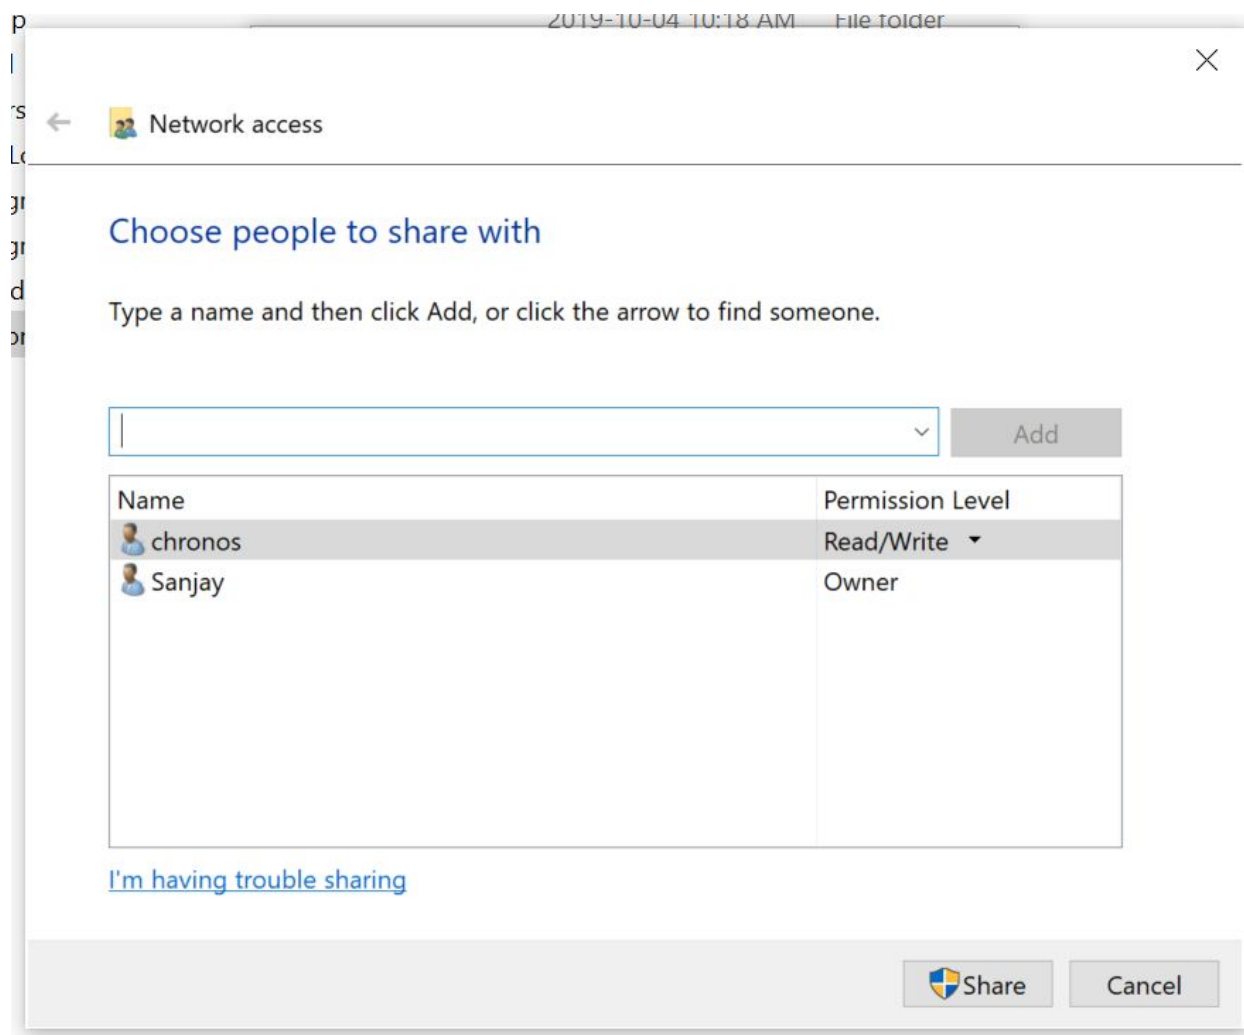 2019-10-04 10:18 AM File folder
Network access
Choose people to share with
Type a name and then click Add, or click the arrow to find someone.
Add
Name Permission Level
chronos Read/Write
Sanjay Owner
I'm having trouble sharing
Share Cancel